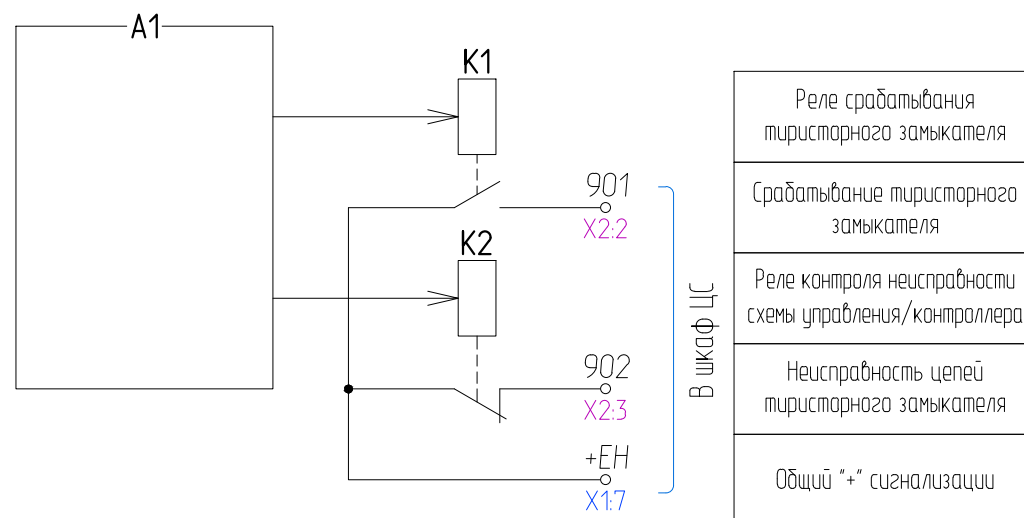 A1
K1
901
X2:2
K2
902
X2:3
+EH
X1:7
В шкаф ЦС
Реле срабатывания
тиристорного замыкателя
Срабатывание тиристорного
замыкателя
Реле контроля неисправности
схемы управления/контроллера
Неисправность цепей
тиристорного замыкателя
Общий "+" сигнализации